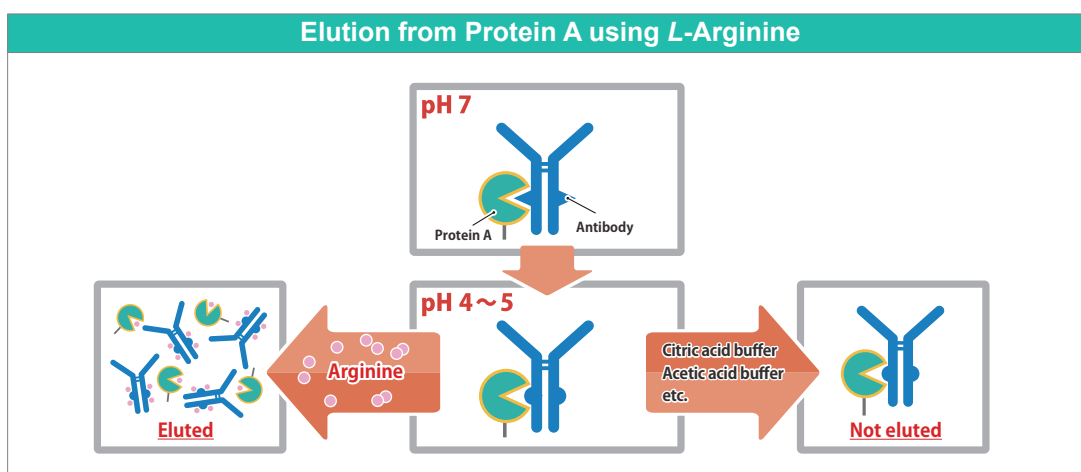 Elution from Protein A using L-Arginine
pH 7
Protein A
Antibody
pH 4～5
Arginine
Citric acid buffer
Acetic acid buffer
etc.
Eluted
Not eluted